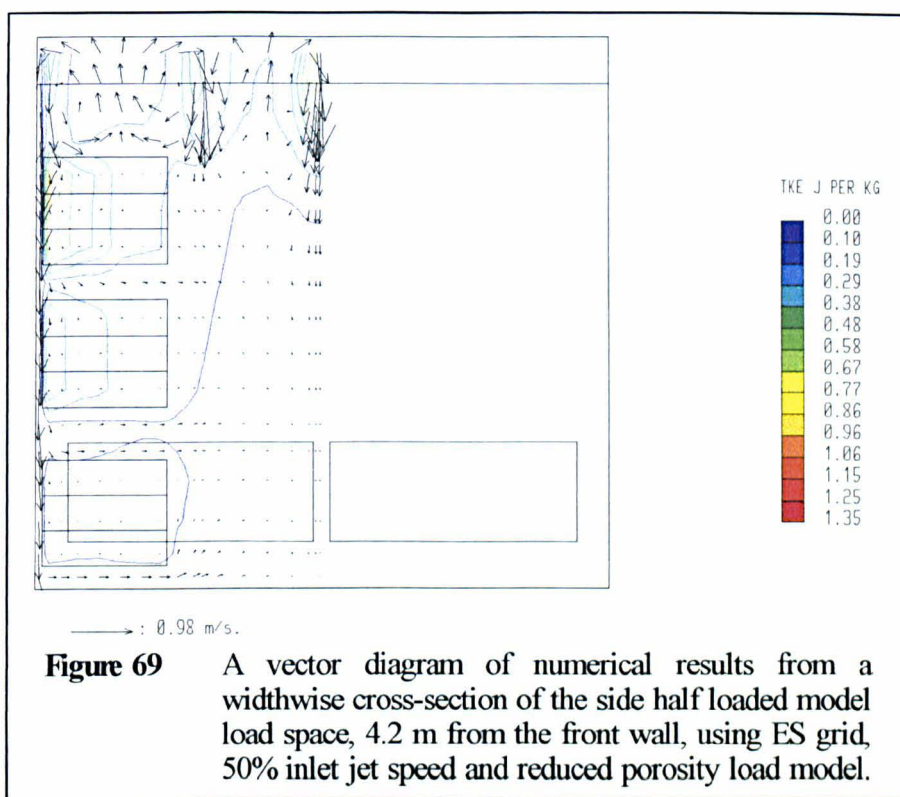 TKE J PER KG
0.00
0.10
0.19
0.29
0.38
0.48
0.58
0.67
0.77
0.86
0.96
1.06
1.15
1.25
1.35
: 0.98 m/s.
Figure 69 A vector diagram of numerical results from a
widthwise cross-section of the side half loaded model
load space, 4.2 m from the front wall, using ES grid,
50% inlet jet speed and reduced porosity load model.